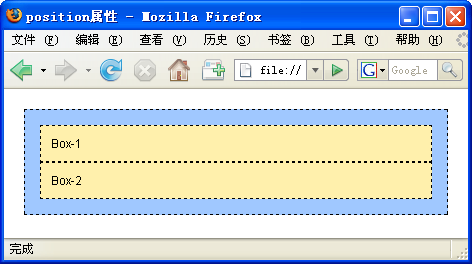 position属性 - Mozilla Firefox
文件 (F) 编辑 (E) 查看 (V) 历史 (S) 书签 (B) 工具 (T) 帮助 (H)
file:// Google
Box-1
Box-2
完成